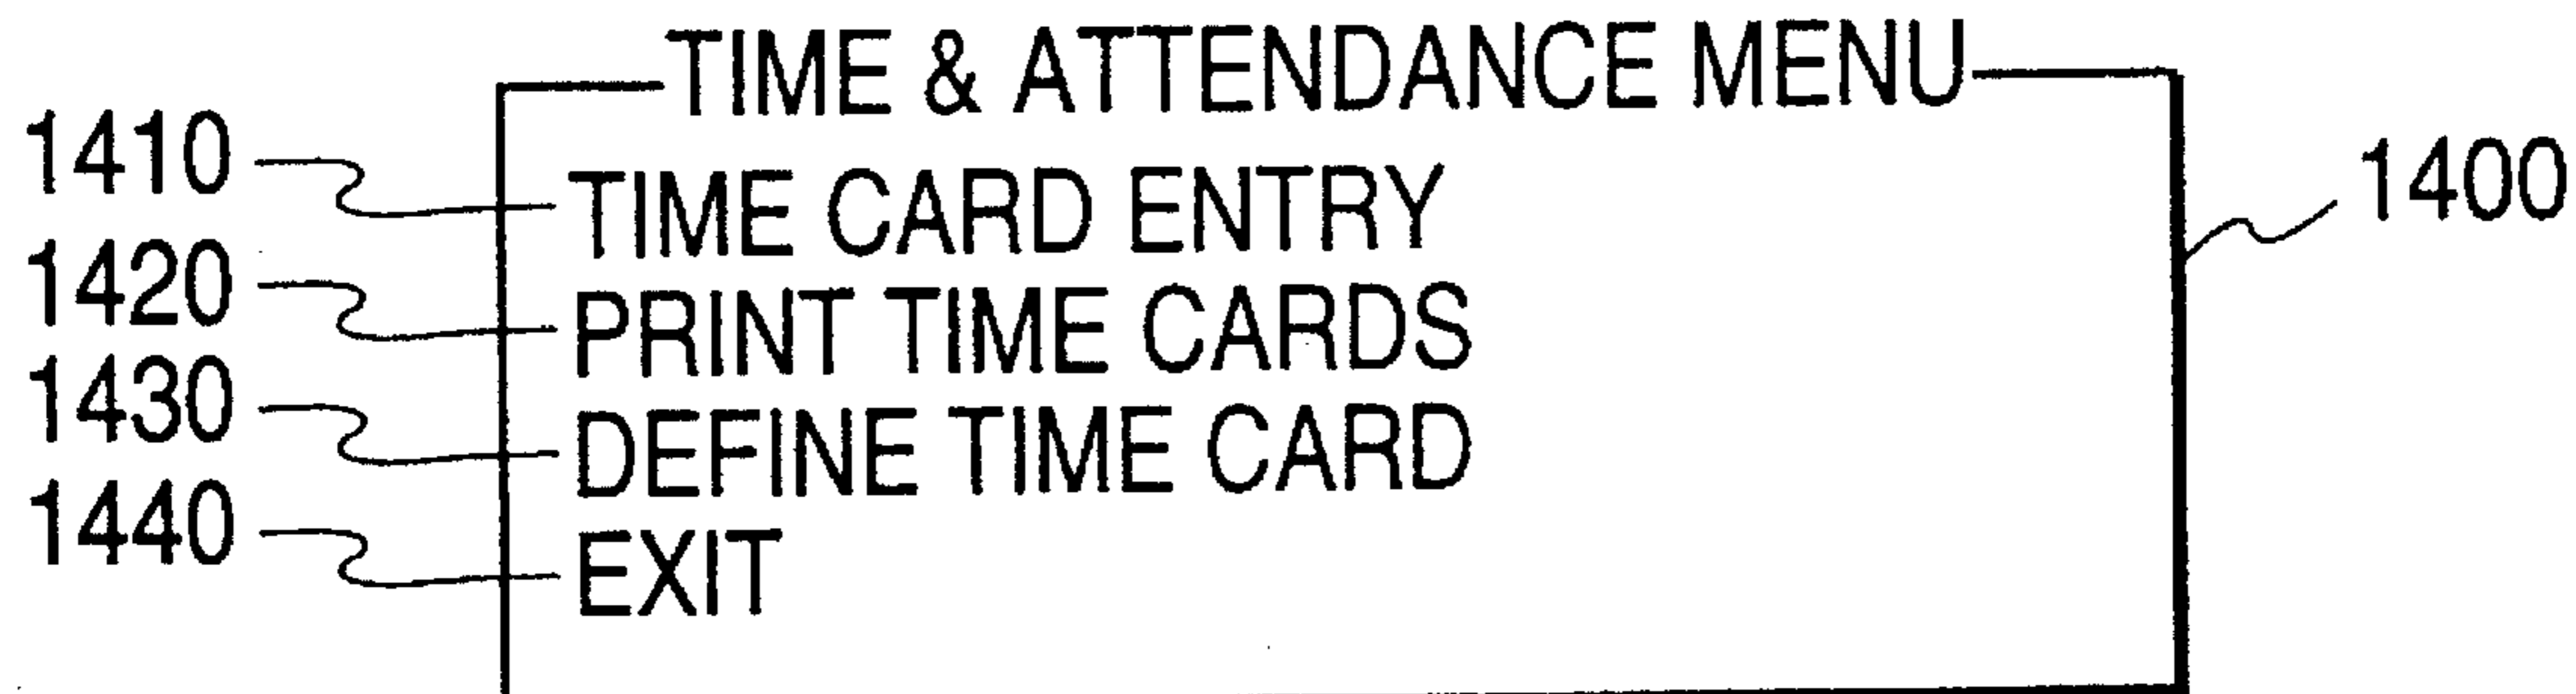 TIME & ATTENDANCE MENU
1410 TIME CARD ENTRY
1400
1420 PRINT TIME CARDS
1430 DEFINE TIME CARD
1440 EXIT